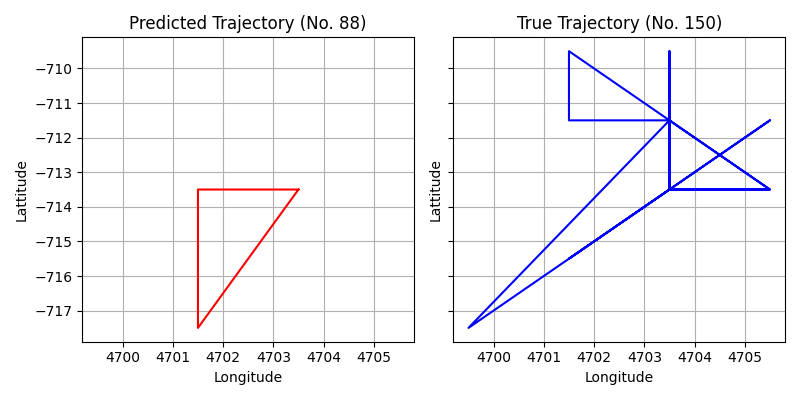 Predicted Trajectory (No. 88)
True Trajectory (No. 150)
Lattitude
−710
−711
−712
−713
−714
−715
−716
−717
4700 4701 4702 4703 4704 4705
Longitude
Lattitude
4700 4701 4702 4703 4704 4705
Longitude